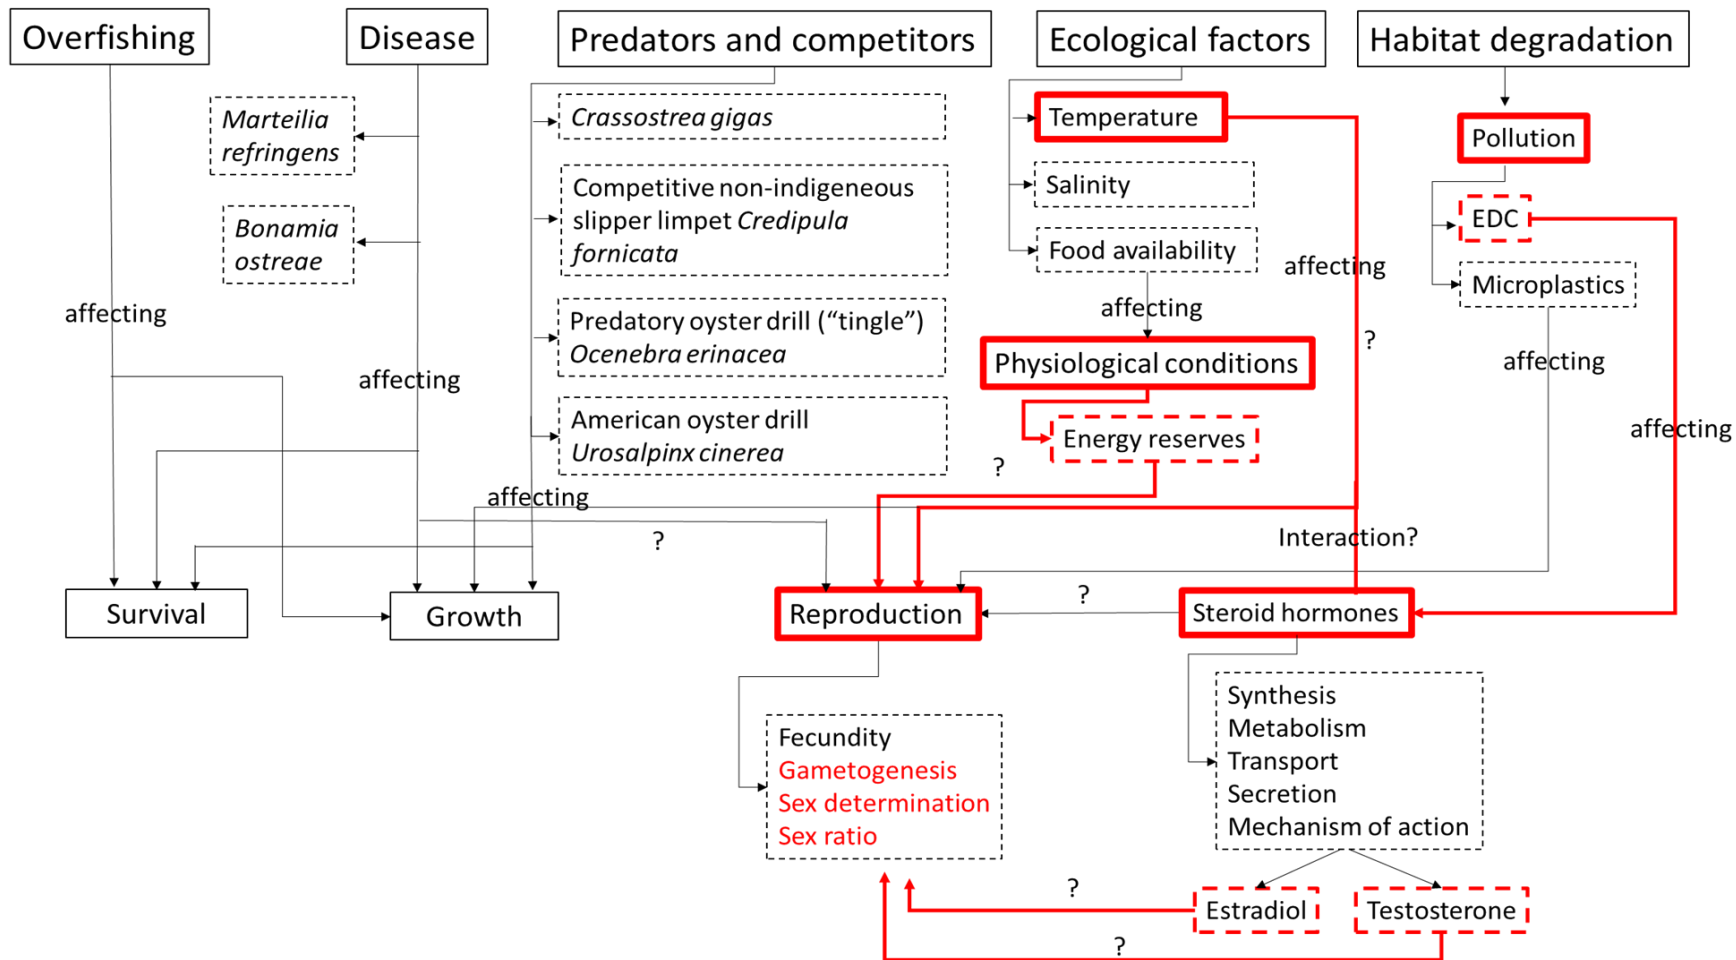 Overfishing
Disease
Predators and competitors
Ecological factors
Habitat degradation
Marteilia
refringens
Bonamia
ostreae
Crassostrea gigas
Competitive non-indigeneous
slipper limpet Credipula
fornicata
Predatory oyster drill (“tingle”)
Ocenebra erinacea
American oyster drill
Urosalpinx cinerea
Temperature
Salinity
Food availability
affecting
Physiological conditions
Energy reserves
?
Pollution
EDC
Microplastics
affecting
affecting
affecting
?
affecting
affecting
affecting
?
Interaction?
Survival
Growth
Reproduction
?
Steroid hormones
Fecundity
Gametogenesis
Sex determination
Sex ratio
Synthesis
Metabolism
Transport
Secretion
Mechanism of action
?
Estradiol
Testosterone
?